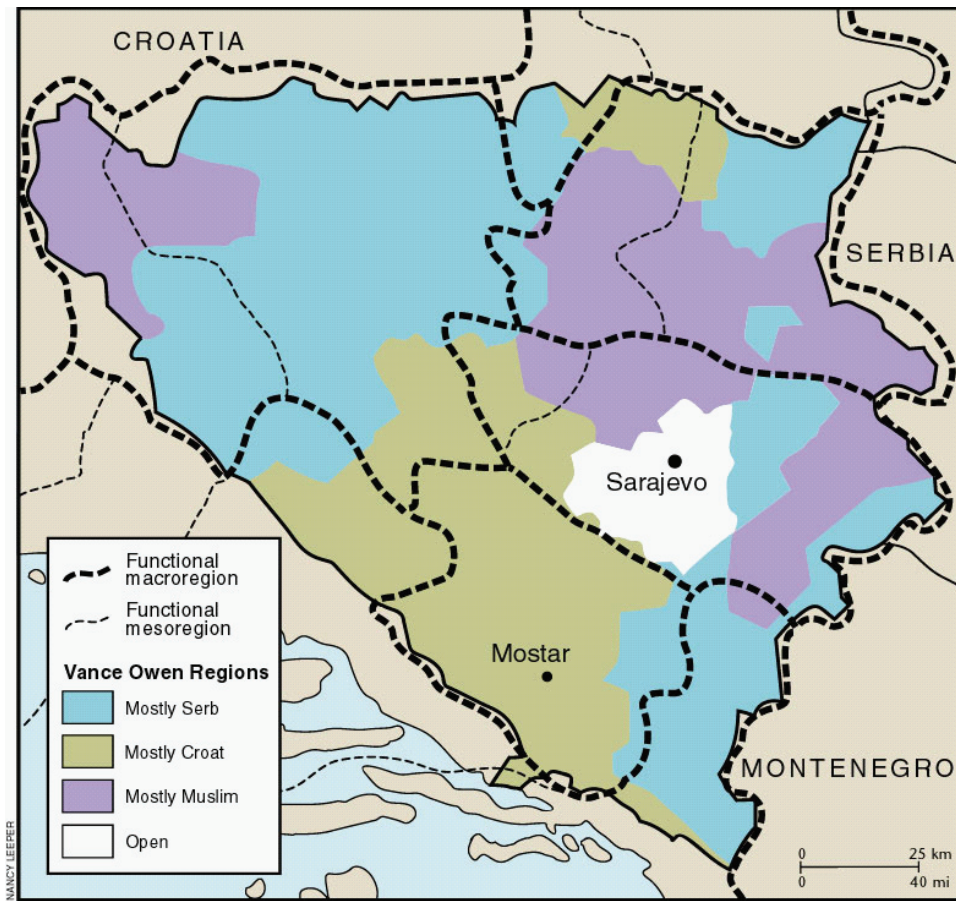 CROATIA
SERBIA
Sarajevo
Mostar
MONTENEGRO
Functional
macroregion
Functional
mesoregion
Vance Owen Regions
Mostly Serb
Mostly Croat
Mostly Muslim
Open
0 25 km
0 40 mi
NANCY LEEPER